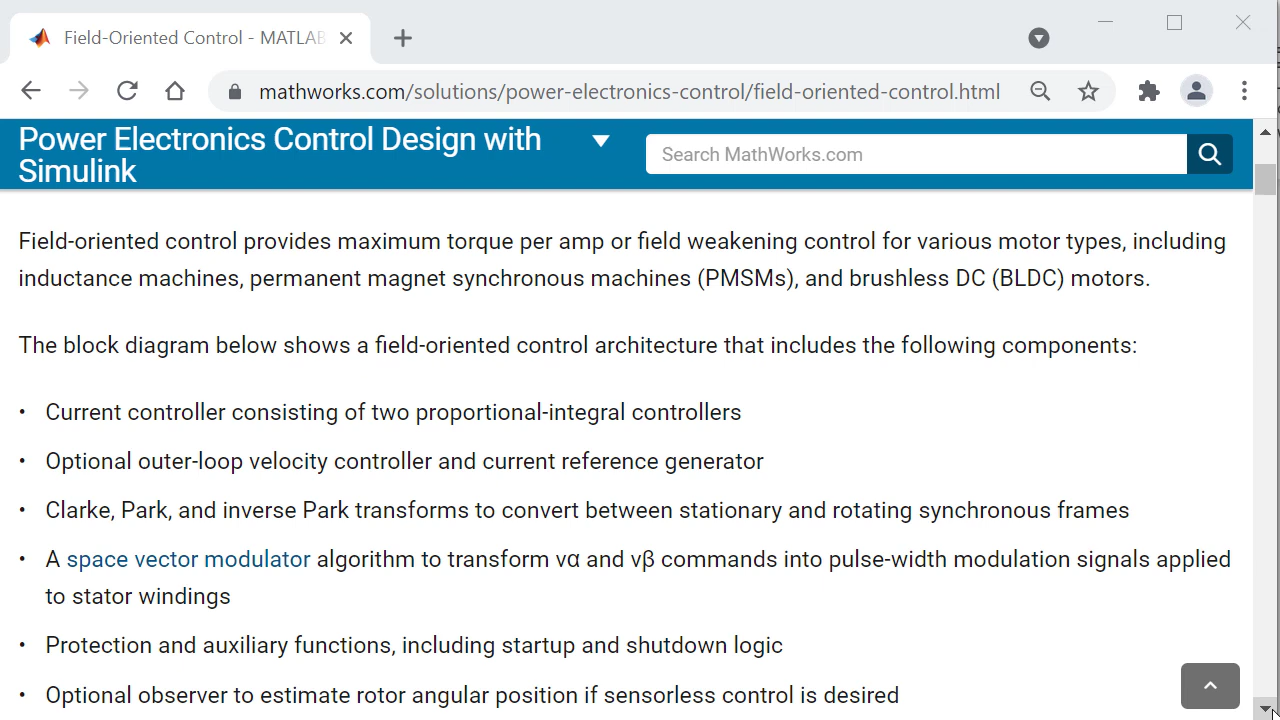 Field-Oriented Control - MATLAB
mathworks.com/solutions/power-electronics-control/field-oriented-control.html
Power Electronics Control Design with
Simulink
Search MathWorks.com
Field-oriented control provides maximum torque per amp or field weakening control for various motor types, including
inductance machines, permanent magnet synchronous machines (PMSMs), and brushless DC (BLDC) motors.
The block diagram below shows a field-oriented control architecture that includes the following components:
• Current controller consisting of two proportional-integral controllers
• Optional outer-loop velocity controller and current reference generator
• Clarke, Park, and inverse Park transforms to convert between stationary and rotating synchronous frames
• A space vector modulator algorithm to transform vα and vβ commands into pulse-width modulation signals applied
to stator windings
• Protection and auxiliary functions, including startup and shutdown logic
• Optional observer to estimate rotor angular position if sensorless control is desired